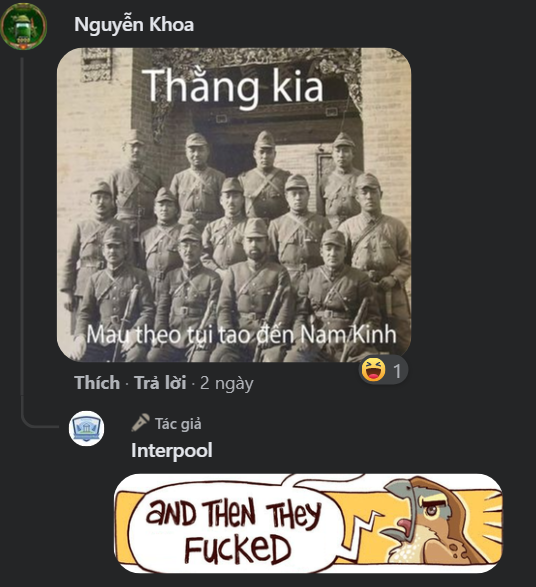 Nguyễn Khoa
Thằng kia
Mau theo tụi tao đến Nam Kinh
Thích · Trả lời · 2 ngày
1
Tác giả
Interpool
AND THEN THEY
FUCKED